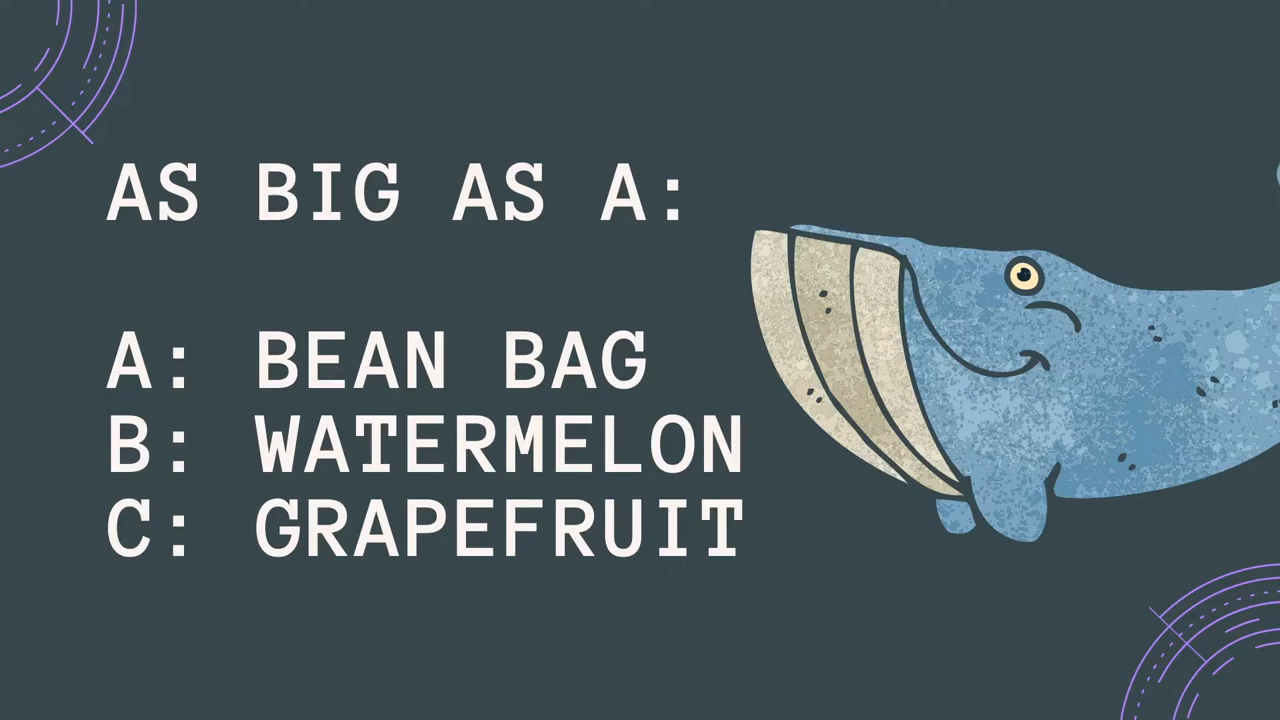 AS BIG AS A:
A: BEAN BAG
B: WATERMELON
C: GRAPEFRUIT